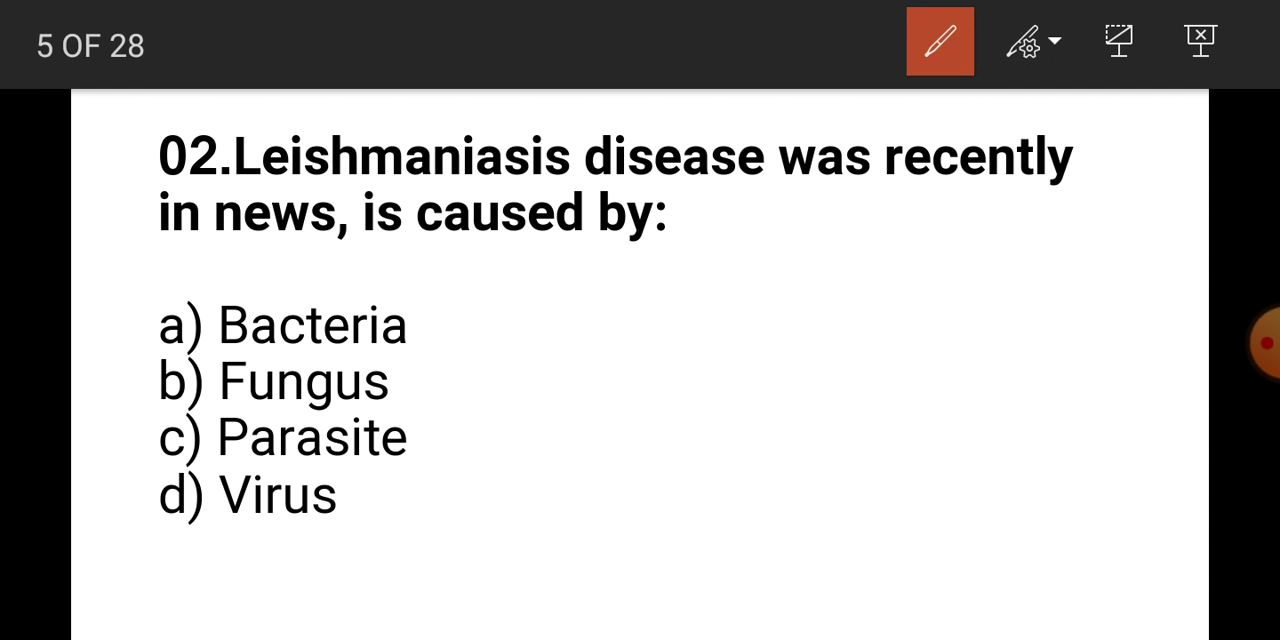 5 OF 28
02.Leishmaniasis disease was recently
in news, is caused by:
a) Bacteria
b) Fungus
c) Parasite
d) Virus